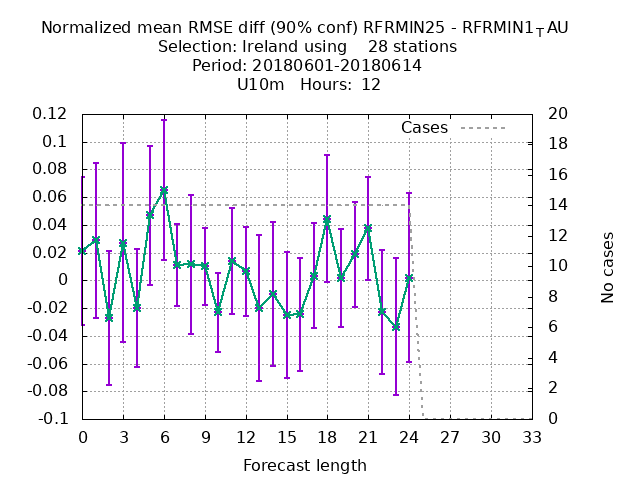 Normalized mean RMSE diff (90% conf) RFRMIN25 - RFRMIN1_TAU
Selection: Ireland using    28 stations
Period: 20180601-20180614
U10m   Hours:  12
Cases
0.12
0.1
0.08
0.06
0.04
0.02
0
-0.02
-0.04
-0.06
-0.08
-0.1
20
18
16
14
12
10
8
6
4
2
0
No cases
0 3 6 9 12 15 18 21 24 27 30 33
Forecast length